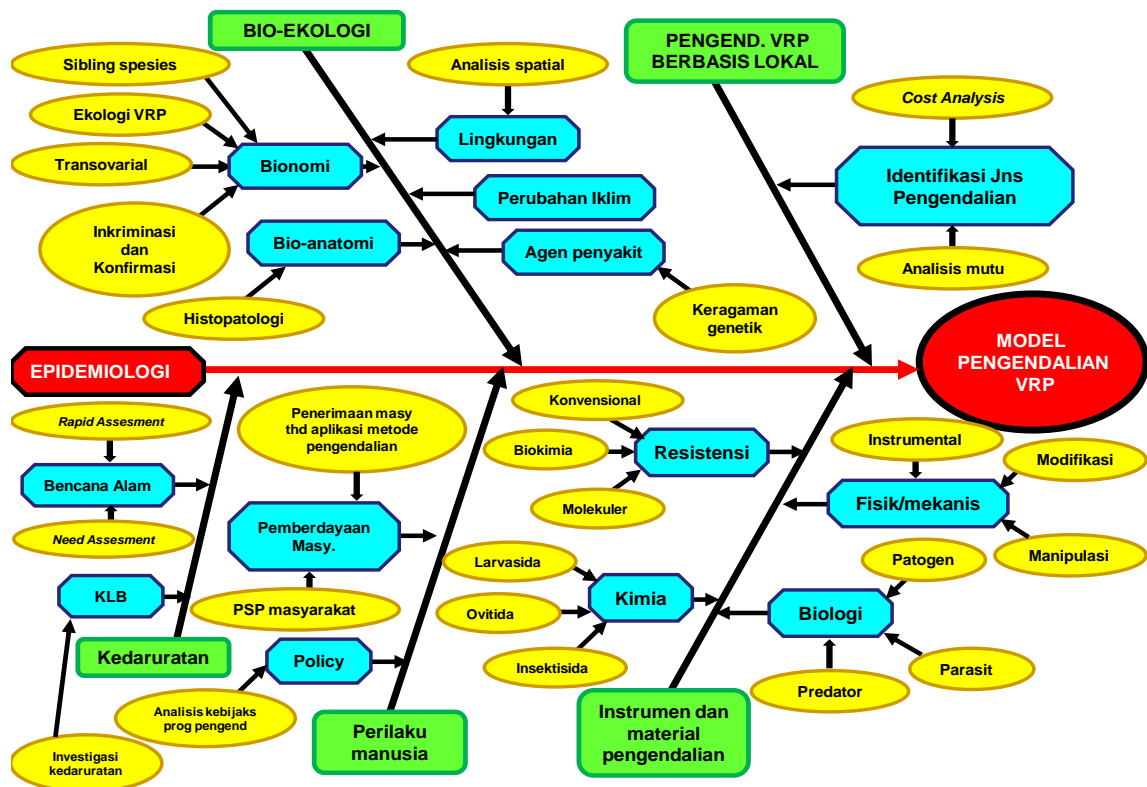 BIO-EKOLOGI
PENGEND. VRP
BERBASIS LOKAL
Sibling spesies
Analisis spatial
Cost Analysis
Ekologi VRP
Lingkungan
Transovarial
Bionomi
Identifikasi Jns
Pengendalian
Perubahan Iklim
Inkriminasi
dan
Konfirmasi
Bio-anatomi
Agen penyakit
Analisis mutu
Histopatologi
Keragaman
genetik
EPIDEMIOLOGI
MODEL
PENGENDALIAN
VRP
Rapid Assesment
Penerimaan masy
thd aplikasi metode
pengendalian
Konvensional
Instrumental
Biokimia
Resistensi
Modifikasi
Bencana Alam
Molekuler
Fisik/mekanis
Need Assesment
Pemberdayaan
Masy.
Manipulasi
Larvasida
Patogen
KLB
PSP masyarakat
Kimia
Biologi
Ovitida
Kedaruratan
Policy
Insektisida
Parasit
Predator
Analisis kebijaks
prog pengend
Perilaku
manusia
Instrumen dan
material
pengendalian
Investigasi
kedaruratan